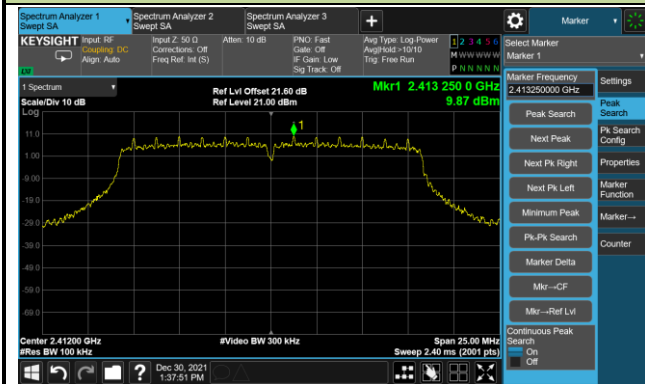 Spectrum Analyzer 1
Swept SA
Spectrum Analyzer 2
Swept SA
Spectrum Analyzer 3
Swept SA
+
Marker
KEYSIGHT
Input: RF
Coupling: DC
Align: Auto
Input Z: 50 Ω
Corrections: Off
Freq Ref: Int (S)
Atten: 10 dB
PNO: Fast
Gate: Off
IF Gain: Low
Sig Track: Off
Avg Type: Log-Power
Avg|Hold >10/10
Trig: Free Run
1 2 3 4 5 6
M W W W W W
P N N N N N
Select Marker
Marker 1
LNI
1 Spectrum
Scale/Div 10 dB
Log
Ref Lvl Offset 21.60 dB
Ref Level 21.00 dBm
Mkr1 2.413 250 0 GHz
9.87 dBm
1
11.0
1.00
-9.00
-19.0
-29.0
-39.0
-49.0
-59.0
-69.0
Center 2.41200 GHz
#Res BW 100 kHz
#Video BW 300 kHz
Span 25.00 MHz
Sweep 2.40 ms (2001 pts)
Marker Frequency
2.413250000 GHz
Peak Search
Next Peak
Next Pk Right
Next Pk Left
Minimum Peak
Pk-Pk Search
Marker Delta
Mkr→CF
Mkr→Ref Lvl
Continuous Peak
Search
On
Off
Settings
Peak
Search
Pk Search
Config
Properties
Marker
Function
Marker→
Counter
?
Dec 30, 2021
1:37:51 PM